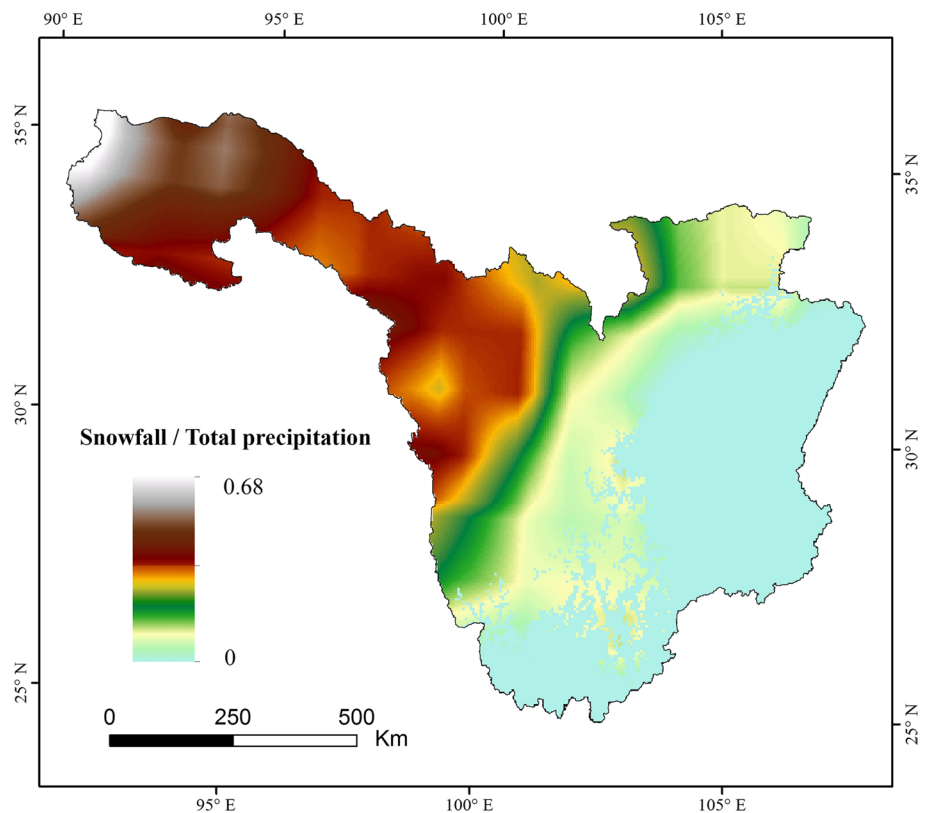 90° E 95° E 100° E 105° E
35° N
35° N
30° N
30° N
25° N
25° N
Snowfall / Total precipitation
0.68
0
0 250 500
Km
95° E 100° E 105° E